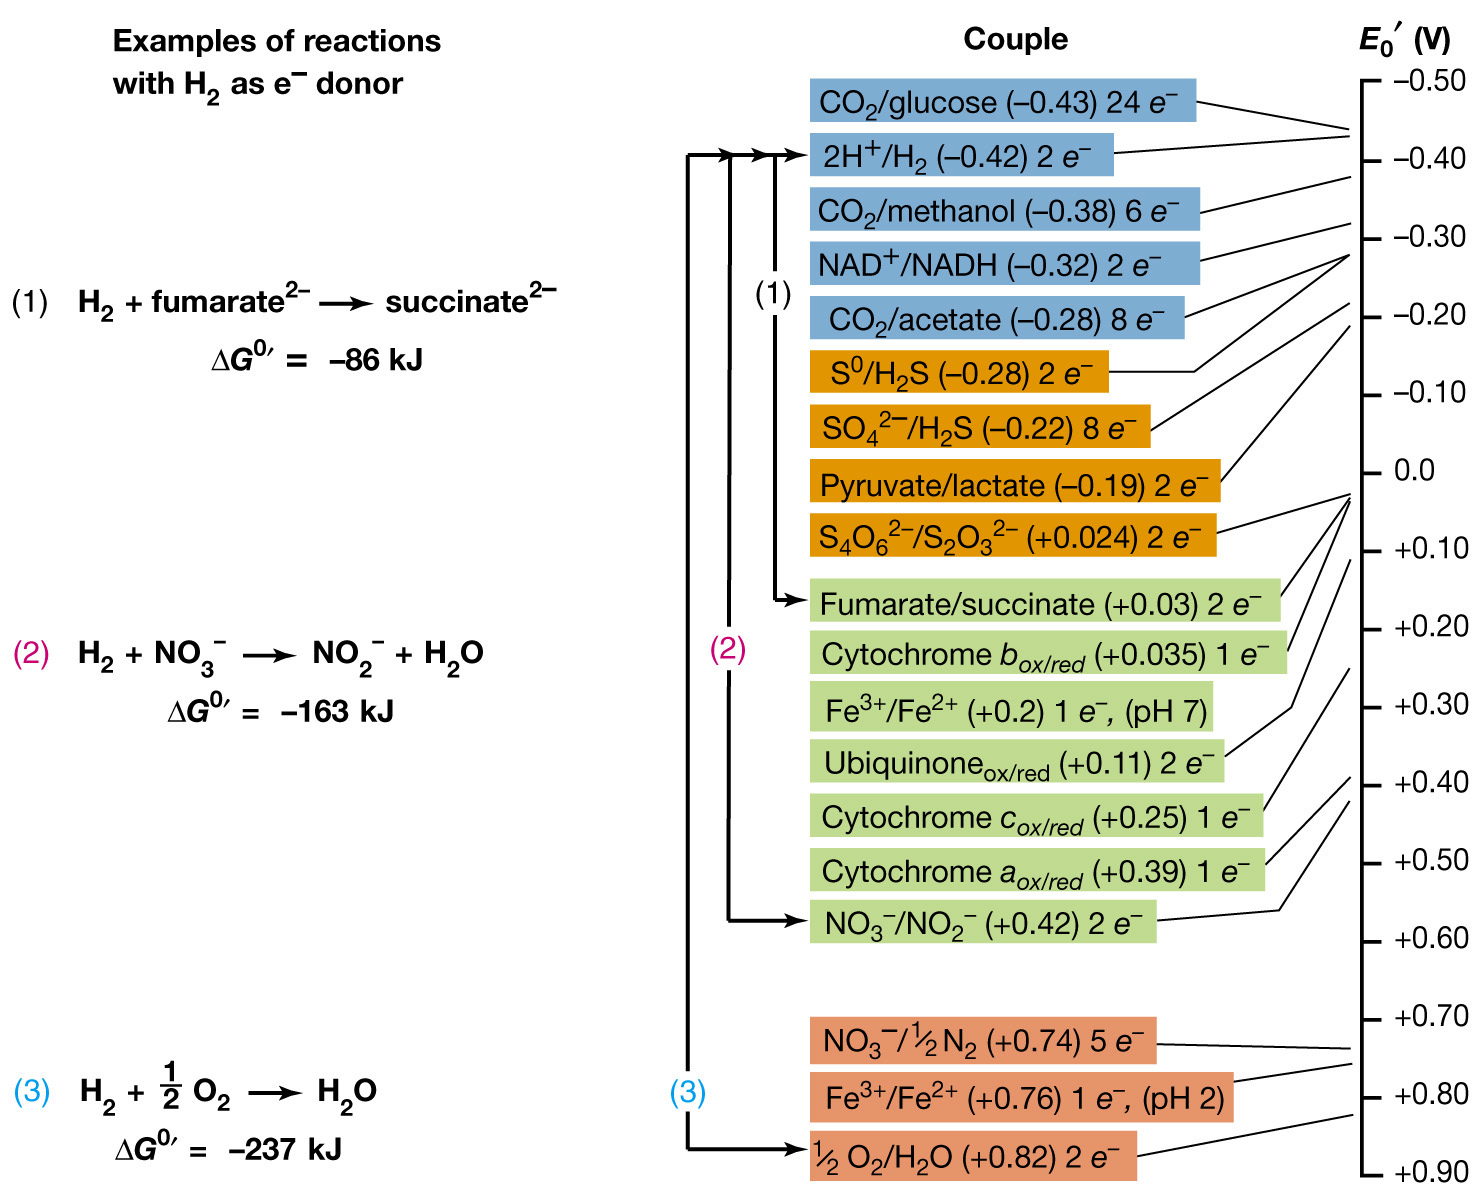 Examples of reactions
with H₂ as e⁻ donor
Couple
E₀′ (V)
CO₂/glucose (–0.43) 24 e⁻
2H⁺/H₂ (–0.42) 2 e⁻
CO₂/methanol (–0.38) 6 e⁻
NAD⁺/NADH (–0.32) 2 e⁻
CO₂/acetate (–0.28) 8 e⁻
S⁰/H₂S (–0.28) 2 e⁻
SO₄²⁻/H₂S (–0.22) 8 e⁻
Pyruvate/lactate (–0.19) 2 e⁻
S₄O₆²⁻/S₂O₃²⁻ (+0.024) 2 e⁻
Fumarate/succinate (+0.03) 2 e⁻
Cytochrome b ox/red (+0.035) 1 e⁻
Fe³⁺/Fe²⁺ (+0.2) 1 e⁻, (pH 7)
Ubiquinone ox/red (+0.11) 2 e⁻
Cytochrome c ox/red (+0.25) 1 e⁻
Cytochrome a ox/red (+0.39) 1 e⁻
NO₃⁻/NO₂⁻ (+0.42) 2 e⁻
NO₃⁻/½ N₂ (+0.74) 5 e⁻
Fe³⁺/Fe²⁺ (+0.76) 1 e⁻, (pH 2)
½ O₂/H₂O (+0.82) 2 e⁻
(1) H₂ + fumarate²⁻ → succinate²⁻
ΔG⁰′ = –86 kJ
(2) H₂ + NO₃⁻ → NO₂⁻ + H₂O
ΔG⁰′ = –163 kJ
(3) H₂ + ½ O₂ → H₂O
ΔG⁰′ = –237 kJ
(1)
(2)
(3)
–0.50
–0.40
–0.30
–0.20
–0.10
0.0
+0.10
+0.20
+0.30
+0.40
+0.50
+0.60
+0.70
+0.80
+0.90